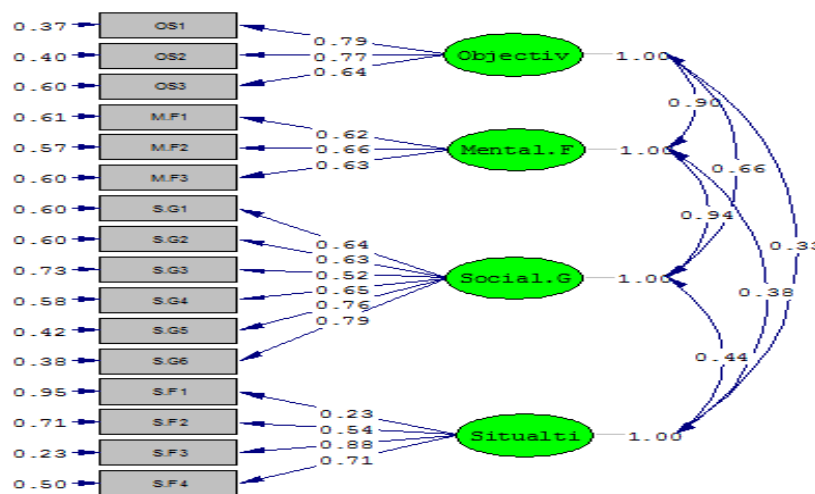 0.37 OS1 0.79
0.40 OS2 0.77 Objectiv 1.00
0.60 OS3 0.64
0.90
0.61 M.F1 0.62
0.57 M.F2 0.66 Mental.F 1.00
0.60 M.F3 0.63
0.66
0.60 S.G1 0.64
0.94
0.60 S.G2 0.63
0.33
0.73 S.G3 0.52 Social.G 1.00
0.58 S.G4 0.65
0.38
0.42 S.G5 0.76
0.38 S.G6 0.79
0.44
0.95 S.F1 0.23
0.71 S.F2 0.54 Situalti 1.00
0.23 S.F3 0.88
0.50 S.F4 0.71